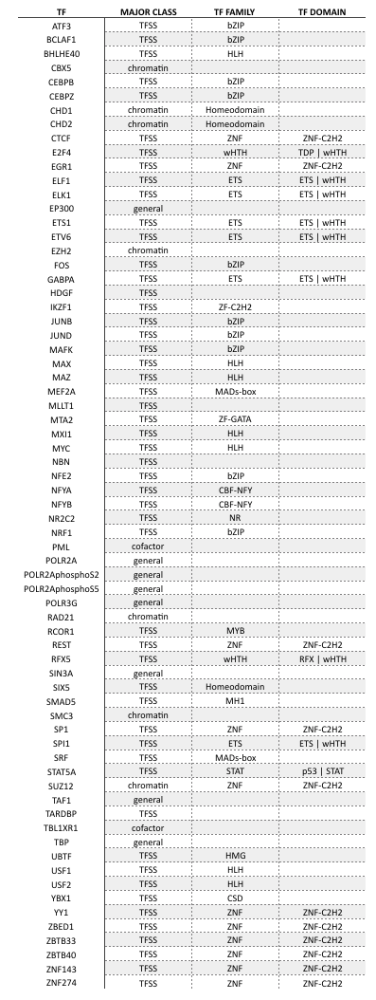 TF MAJOR CLASS TF FAMILY TF DOMAIN
ATF3 TFSS bZIP
BCLAF1 TFSS bZIP
BHLHE40 TFSS HLH
CBX5 chromatin
CEBPB TFSS bZIP
CEBPZ TFSS bZIP
CHD1 chromatin Homeodomain
CHD2 chromatin Homeodomain
CTCF TFSS ZNF ZNF-C2H2
E2F4 TFSS wHTH TDP | wHTH
EGR1 TFSS ZNF ZNF-C2H2
ELF1 TFSS ETS ETS | wHTH
ELK1 TFSS ETS ETS | wHTH
EP300 general
ETS1 TFSS ETS ETS | wHTH
ETV6 TFSS ETS ETS | wHTH
EZH2 chromatin
FOS TFSS bZIP
GABPA TFSS ETS ETS | wHTH
HDGF TFSS
IKZF1 TFSS ZF-C2H2
JUNB TFSS bZIP
JUND TFSS bZIP
MAFK TFSS bZIP
MAX TFSS HLH
MAZ TFSS HLH
MEF2A TFSS MADs-box
MLLT1 TFSS
MTA2 TFSS ZF-GATA
MXI1 TFSS HLH
MYC TFSS HLH
NBN TFSS
NFE2 TFSS bZIP
NFYA TFSS CBF-NFY
NFYB TFSS CBF-NFY
NR2C2 TFSS NR
NRF1 TFSS bZIP
PML cofactor
POLR2A general
POLR2AphosphoS2 general
POLR2AphosphoS5 general
POLR3G general
RAD21 chromatin
RCOR1 TFSS MYB
REST TFSS ZNF ZNF-C2H2
RFX5 TFSS wHTH RFX | wHTH
SIN3A general
SIX5 TFSS Homeodomain
SMAD5 TFSS MH1
SMC3 chromatin
SP1 TFSS ZNF ZNF-C2H2
SPI1 TFSS ETS ETS | wHTH
SRF TFSS MADs-box
STAT5A TFSS STAT p53 | STAT
SUZ12 chromatin ZNF ZNF-C2H2
TAF1 general
TARDBP TFSS
TBL1XR1 cofactor
TBP general
UBTF TFSS HMG
USF1 TFSS HLH
USF2 TFSS HLH
YBX1 TFSS CSD
YY1 TFSS ZNF ZNF-C2H2
ZBED1 TFSS ZNF ZNF-C2H2
ZBTB33 TFSS ZNF ZNF-C2H2
ZBTB40 TFSS ZNF ZNF-C2H2
ZNF143 TFSS ZNF ZNF-C2H2
ZNF274 TFSS ZNF ZNF-C2H2